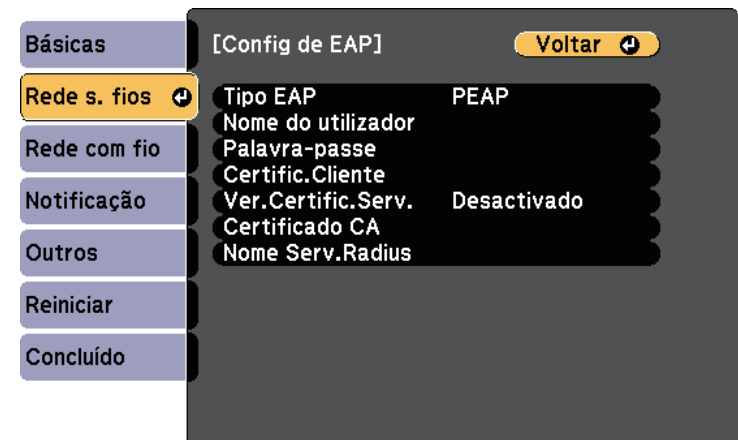 Básicas
Rede s. fios
Rede com fio
Notificação
Outros
Reiniciar
Concluído
[Config de EAP]
Voltar
Tipo EAP PEAP
Nome do utilizador
Palavra-passe
Certific.Cliente
Ver.Certific.Serv. Desactivado
Certificado CA
Nome Serv.Radius